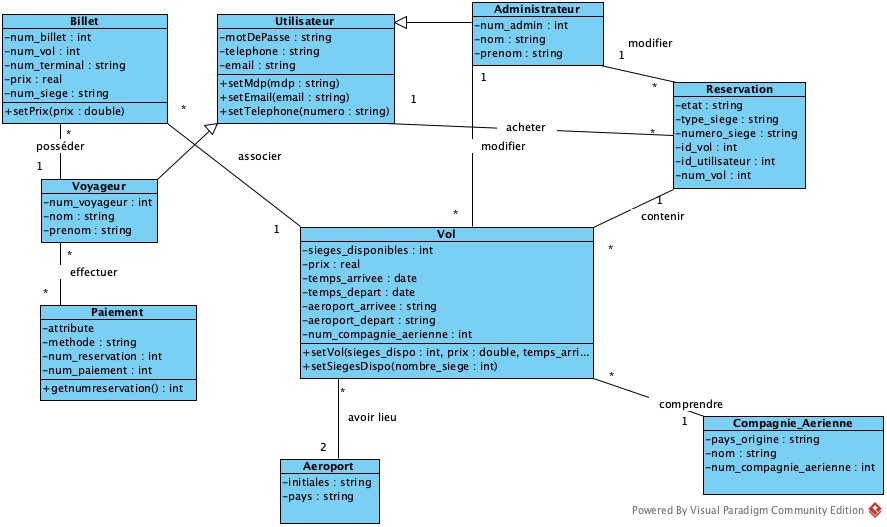 Billet
-num_billet : int
-num_vol : int
-num_terminal : string
-prix : real
-num_siege : string
+setPrix(prix : double)
Utilisateur
-motDePasse : string
-telephone : string
-email : string
+setMdp(mdp : string)
+setEmail(email : string)
+setTelephone(numero : string)
Administrateur
-num_admin : int
-nom : string
-prenom : string
modifier
1
*
Reservation
-etat : string
-type_siege : string
-numero_siege : string
-id_vol : int
-id_utilisateur : int
-num_vol : int
1
*
modifier
1
acheter
*
*
associer
1
*
posséder
1
Voyageur
-num_voyageur : int
-nom : string
-prenom : string
*
effectuer
*
Paiement
-attribute
-methode : string
-num_reservation : int
-num_paiement : int
+getnumreservation() : int
1
contenir
*
Vol
-sieges_disponibles : int
-prix : real
-temps_arrivee : date
-temps_depart : date
-aeroport_arrivee : string
-aeroport_depart : string
-num_compagnie_aerienne : int
+setVol(sieges_dispo : int, prix : double, temps_arri...
+setSiegesDispo(nombre_siege : int)
*
avoir lieu
2
Aeroport
-initiales : string
-pays : string
*
comprendre
1
Compagnie_Aerienne
-pays_origine : string
-nom : string
-num_compagnie_aerienne : int
Powered By Visual Paradigm Community Edition